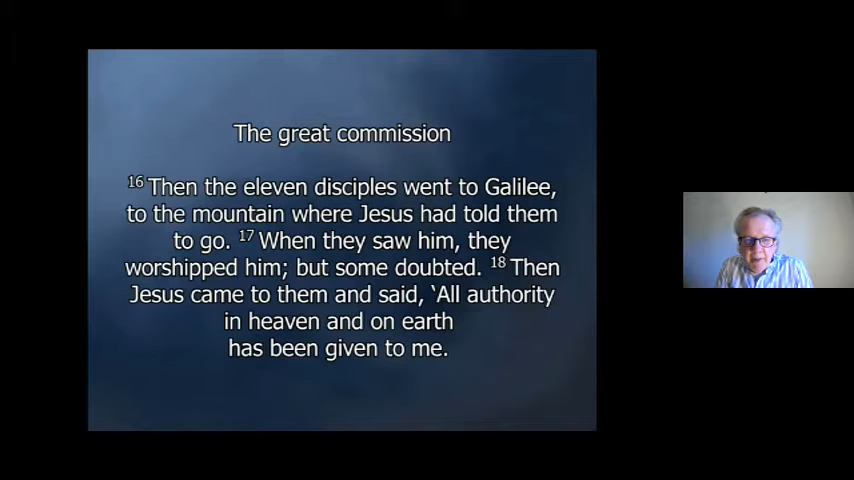 The great commission
16 Then the eleven disciples went to Galilee,
to the mountain where Jesus had told them
to go. 17 When they saw him, they
worshipped him; but some doubted. 18 Then
Jesus came to them and said, ‘All authority
in heaven and on earth
has been given to me.